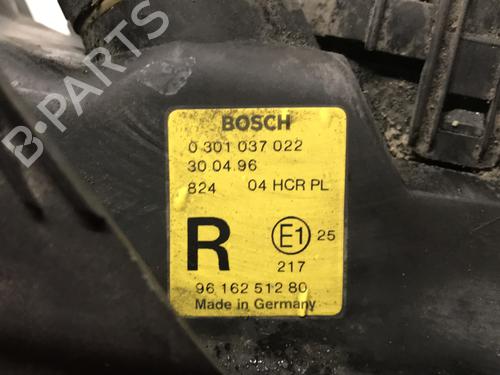 B-PARTS
BOSCH
0 301 037 022
30.04.96
824 04 HCR PL
R E1 25
217
96 162 512 80
Made in Germany